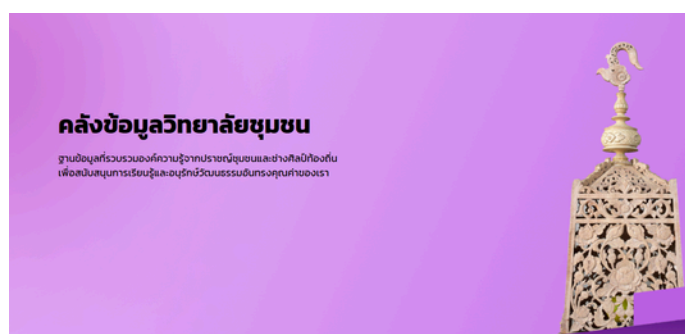 คลังข้อมูลวิทยาลัยชุมชน
ฐานข้อมูลที่รวบรวมองค์ความรู้จากปราชญ์ชุมชนและช่างศิลป์ท้องถิ่น
เพื่อสนับสนุนการเรียนรู้และอนุรักษ์วัฒนธรรมอันทรงคุณค่าของเรา